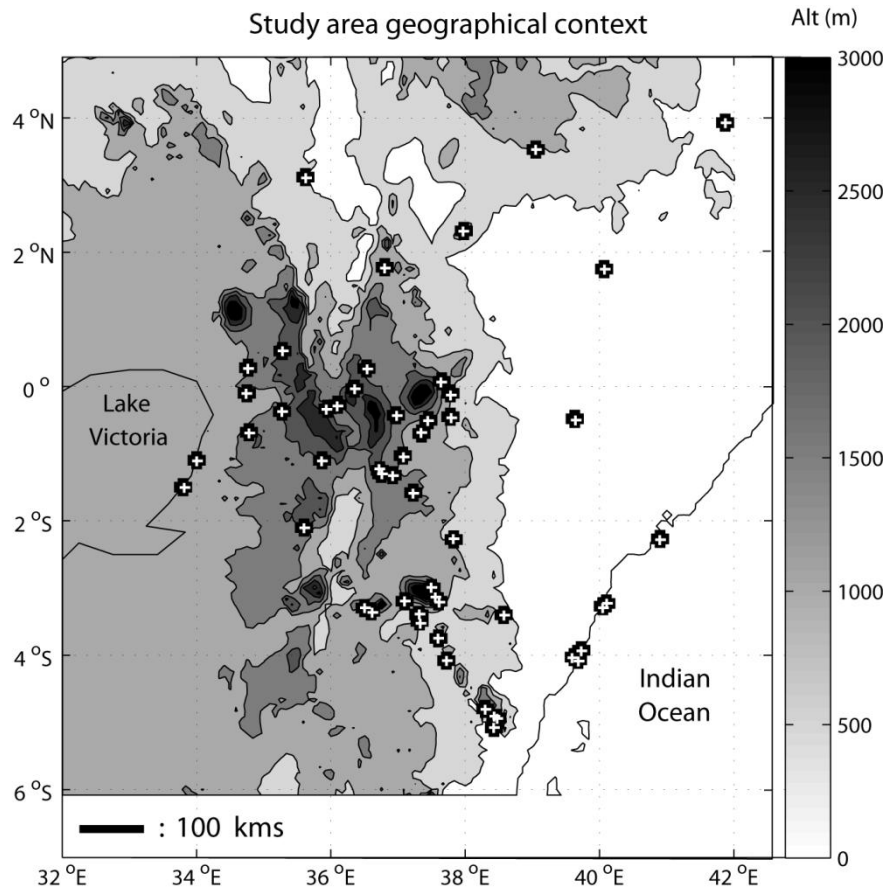 Study area geographical context
Alt (m)
3000
4 °N
2500
2 °N
2000
0 °
Lake
Victoria
1500
2 °S
1000
4 °S
Indian
Ocean
500
6 °S
: 100 kms
0
32 °E
34 °E
36 °E
38 °E
40 °E
42 °E